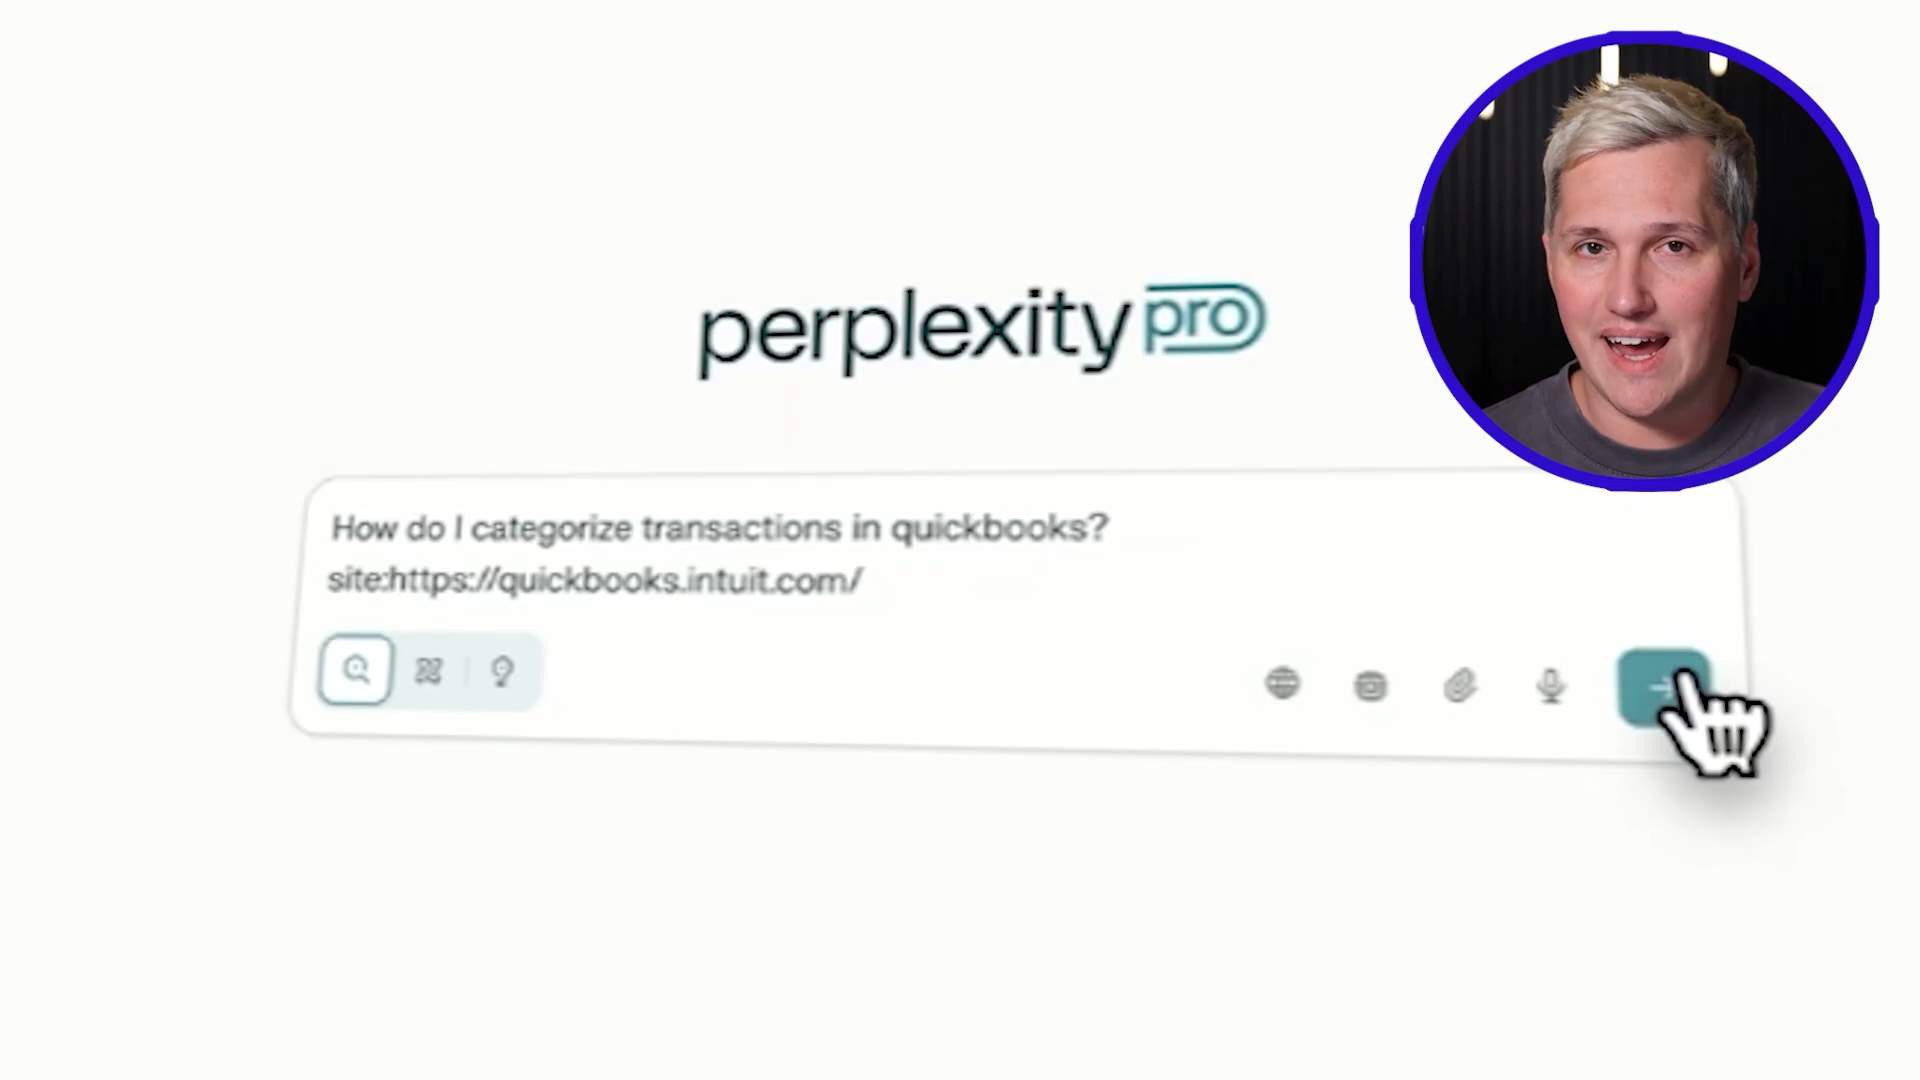 perplexity pro
How do I categorize transactions in quickbooks?
site:https://quickbooks.intuit.com/